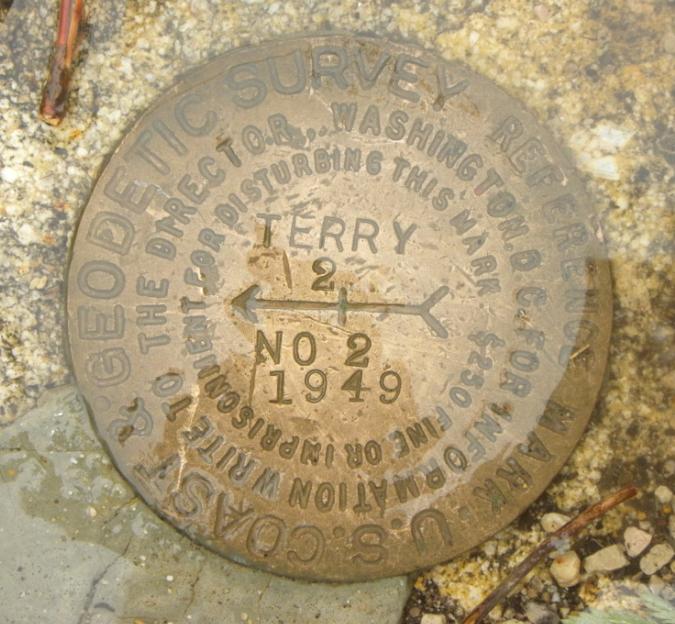 U.S. COAST & GEODETIC SURVEY · REFERENCE MARK ·
FOR INFORMATION WRITE TO THE DIRECTOR, WASHINGTON, D.C.
$250 FINE OR IMPRISONMENT FOR DISTURBING THIS MARK
TERRY
2
NO 2
1949